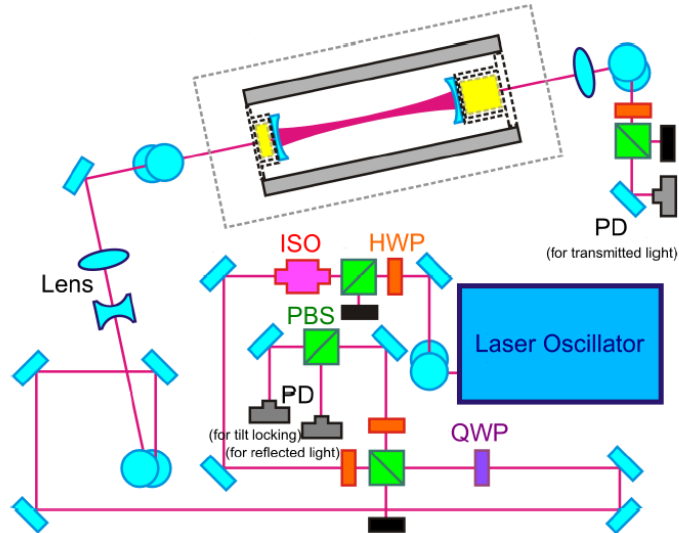 PD
(for transmitted light)
ISO
HWP
Lens
PBS
Laser Oscillator
PD
(for tilt locking)
(for reflected light)
QWP